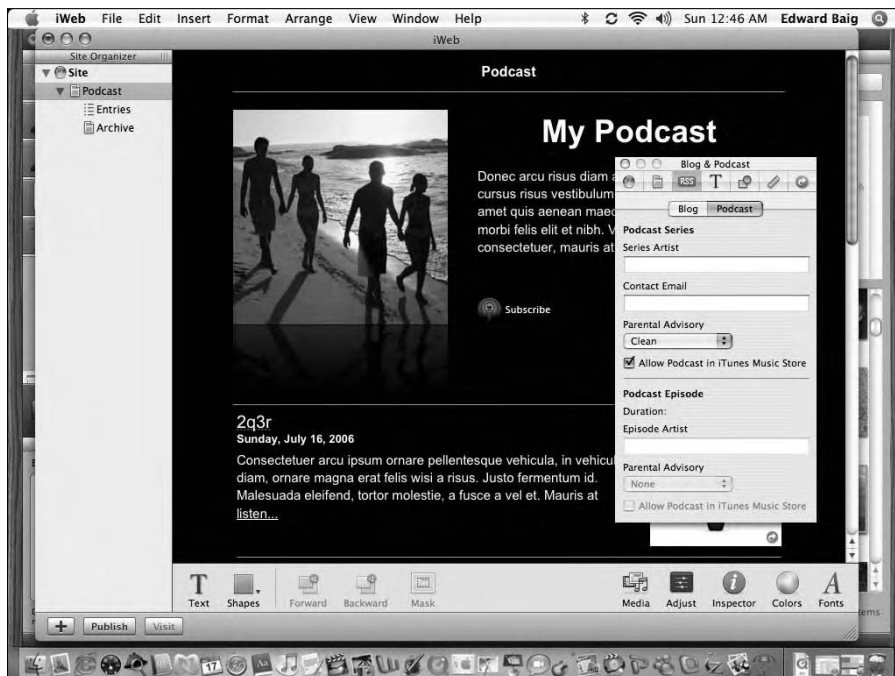 iWeb File Edit Insert Format Arrange View Window Help Sun 12:46 AM Edward Baig
iWeb
Site Organizer
Site
Podcast
Entries
Archive
Podcast
My Podcast
Donec arcu risus diam
cursus risus vestibulum
amet quis aenean maec
morbi felis elit et nibh. V
consectetuer, mauris at
Subscribe
2q3r
Sunday, July 16, 2006
Consectetuer arcu ipsum ornare pellentesque vehicula, in vehicul
diam, ornare magna erat felis wisi a risus. Justo fermentum id.
Malesuada eleifend, tortor molestie, a fusce a vel et. Mauris at
listen...
Blog & Podcast
RSS T
Blog Podcast
Podcast Series
Series Artist
Contact Email
Parental Advisory
Clean
Allow Podcast in iTunes Music Store
Podcast Episode
Duration:
Episode Artist
Parental Advisory
None
Allow Podcast in iTunes Music Store
T A
Text Shapes Forward Backward Mask Media Adjust Inspector Colors Fonts
+ Publish Visit
17